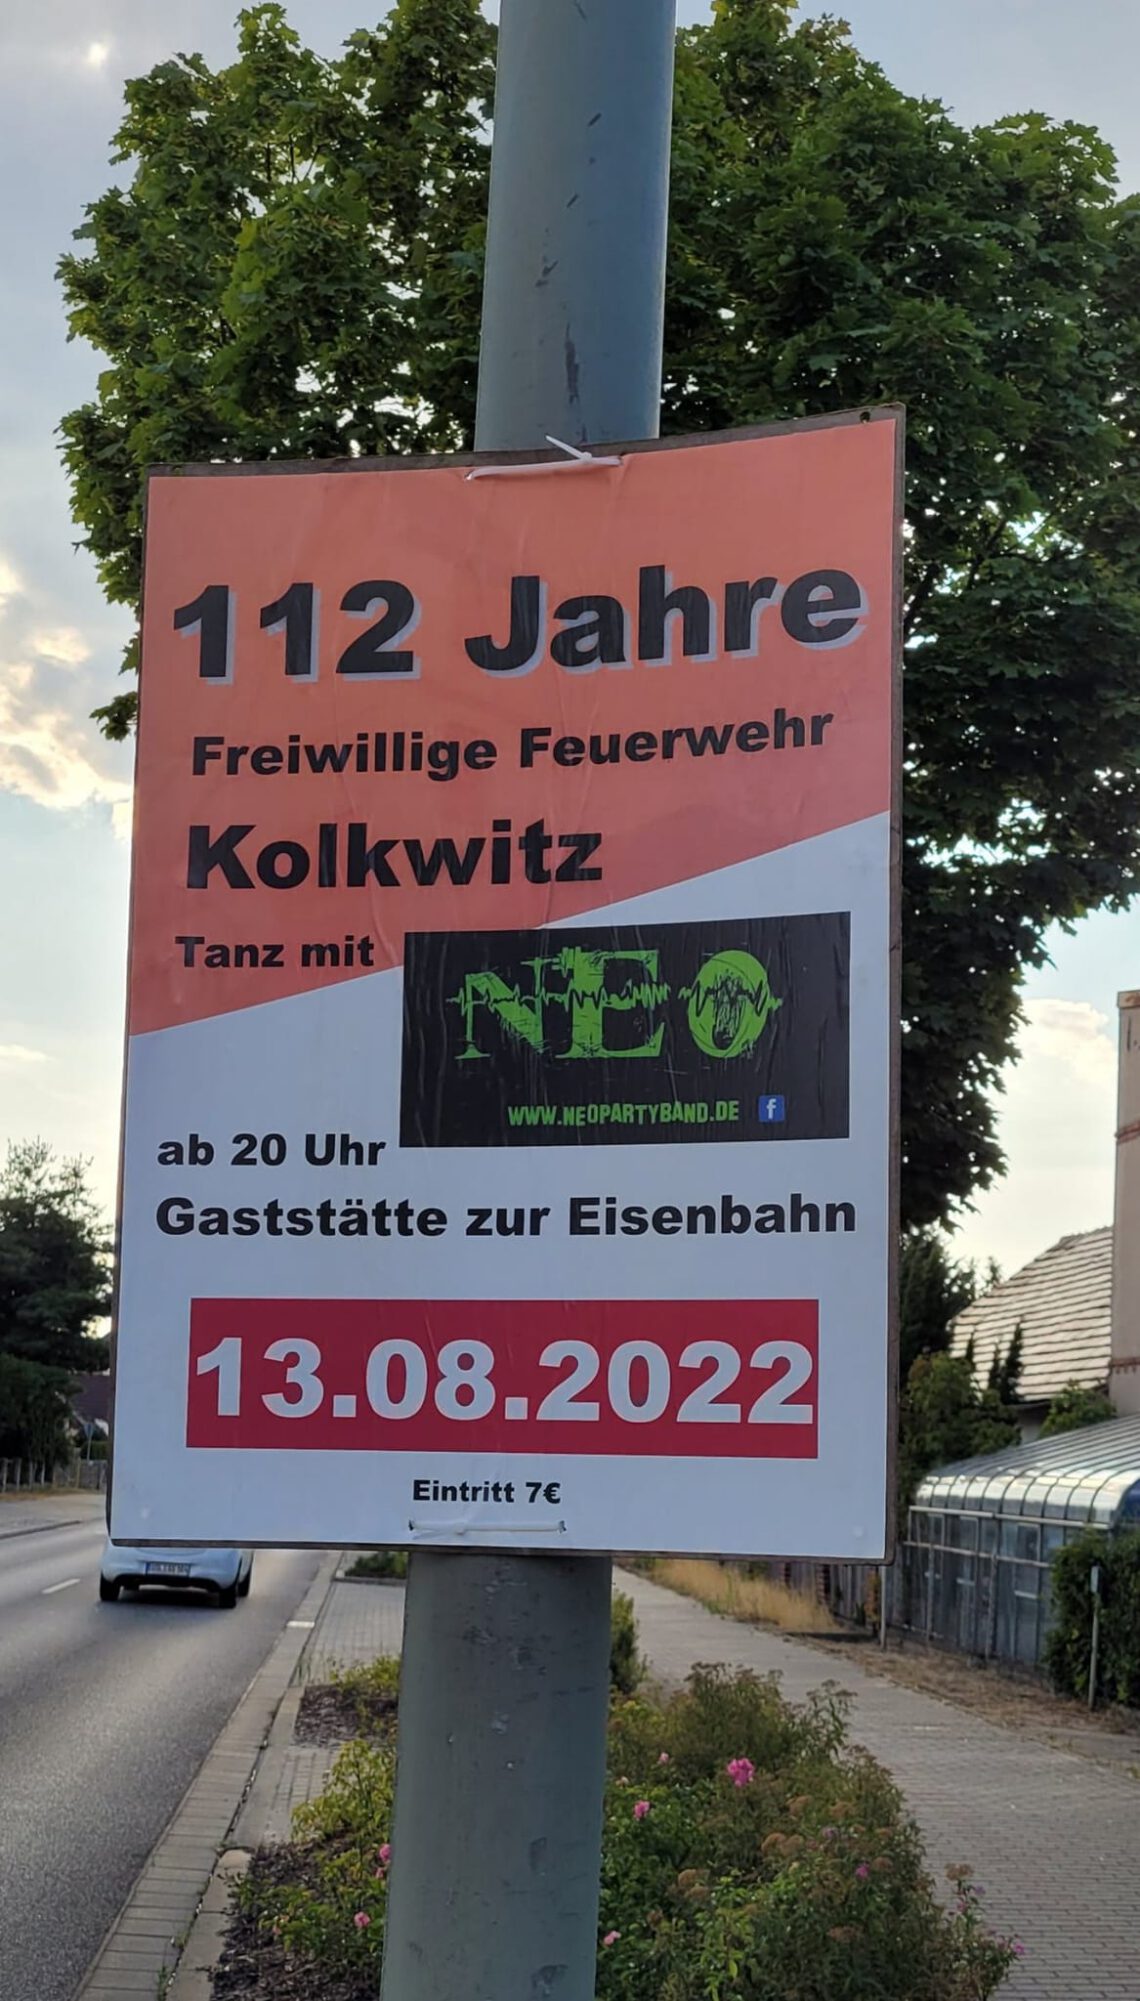 112 Jahre
Freiwillige Feuerwehr
Kolkwitz
Tanz mit
NEO
WWW.NEOPARTYBAND.DE f
ab 20 Uhr
Gaststätte zur Eisenbahn
13.08.2022
Eintritt 7€